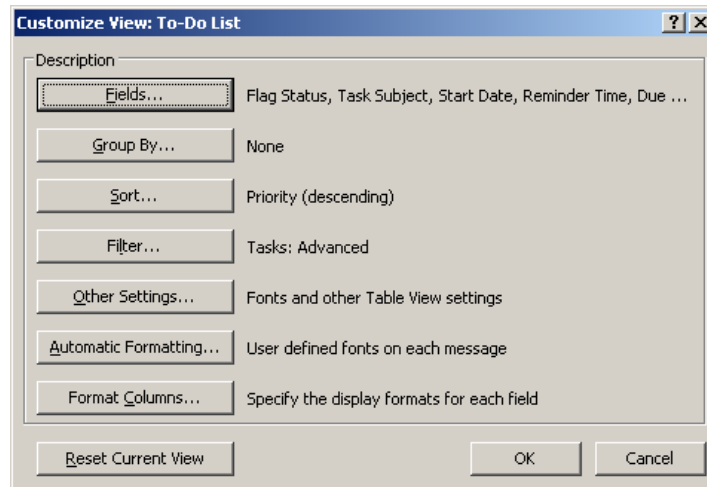 Customize View: To-Do List
Description
Fields... Flag Status, Task Subject, Start Date, Reminder Time, Due ...
Group By... None
Sort... Priority (descending)
Filter... Tasks: Advanced
Other Settings... Fonts and other Table View settings
Automatic Formatting... User defined fonts on each message
Format Columns... Specify the display formats for each field
Reset Current View OK Cancel